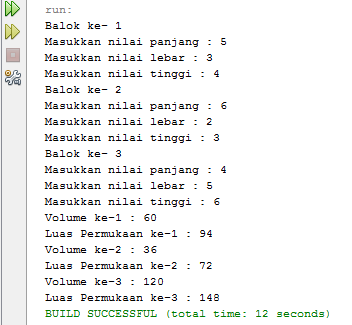 run:
Balok ke- 1
Masukkan nilai panjang : 5
Masukkan nilai lebar : 3
Masukkan nilai tinggi : 4
Balok ke- 2
Masukkan nilai panjang : 6
Masukkan nilai lebar : 2
Masukkan nilai tinggi : 3
Balok ke- 3
Masukkan nilai panjang : 4
Masukkan nilai lebar : 5
Masukkan nilai tinggi : 6
Volume ke-1 : 60
Luas Permukaan ke-1 : 94
Volume ke-2 : 36
Luas Permukaan ke-2 : 72
Volume ke-3 : 120
Luas Permukaan ke-3 : 148
BUILD SUCCESSFUL (total time: 12 seconds)